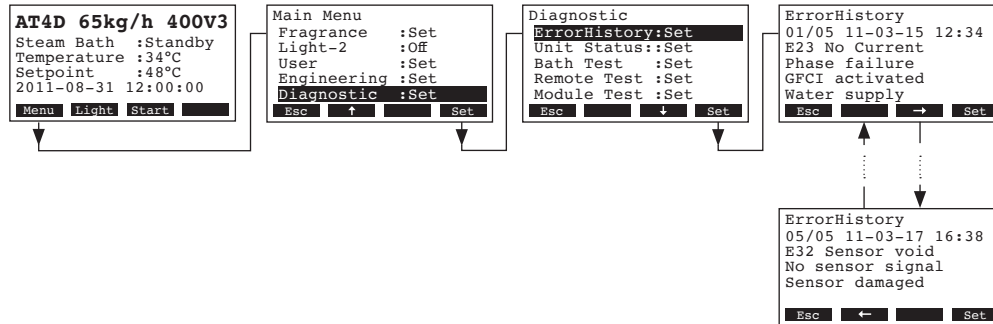 AT4D 65kg/h 400V3
Steam Bath :Standby
Temperature :34°C
Setpoint :48°C
2011-08-31 12:00:00
Menu Light Start
Main Menu
Fragrance :Set
Light-2 :Off
User :Set
Engineering :Set
Diagnostic :Set
Esc ↑ Set
Diagnostic
ErrorHistory:Set
Unit Status::Set
Bath Test :Set
Remote Test :Set
Module Test :Set
Esc ↓ Set
ErrorHistory
01/05 11-03-15 12:34
E23 No Current
Phase failure
GFCI activated
Water supply
Esc → Set
ErrorHistory
05/05 11-03-17 16:38
E32 Sensor void
No sensor signal
Sensor damaged
Esc ← Set